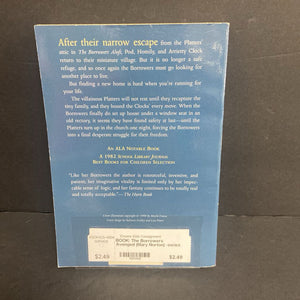 After their narrow escape from the Platters'
attic in The Borrowers Aloft, Pod, Homily, and Arrietty Clock
return to their miniature village. But it is no longer a safe
refuge, and so once again the Borrowers must go looking for
another place to live.
But finding a new home is hard when you're running for
your life.
The villainous Platters will not rest until they recapture the
tiny family, and they hound the Clocks' every move. When the
Borrowers finally do set up house under a window seat in an
old rectory, it seems they have found safety at last—until the
Platters turn up in the church one night, forcing the Borrowers
into a final desperate struggle for their freedom.
AN ALA NOTABLE BOOK
A 1982 SCHOOL LIBRARY JOURNAL
BEST BOOKS FOR CHILDREN SELECTION
"Like her Borrowers the author is resourceful, inventive, and
patient; her imaginative vitality is limited only by her impec-
cable sense of logic; and her fantasy continues to be totally real
and totally acceptable."—The Horn Book
BOOK: The Borrowers
Avenged (Mary Norton) -series
$2.49
$2.49